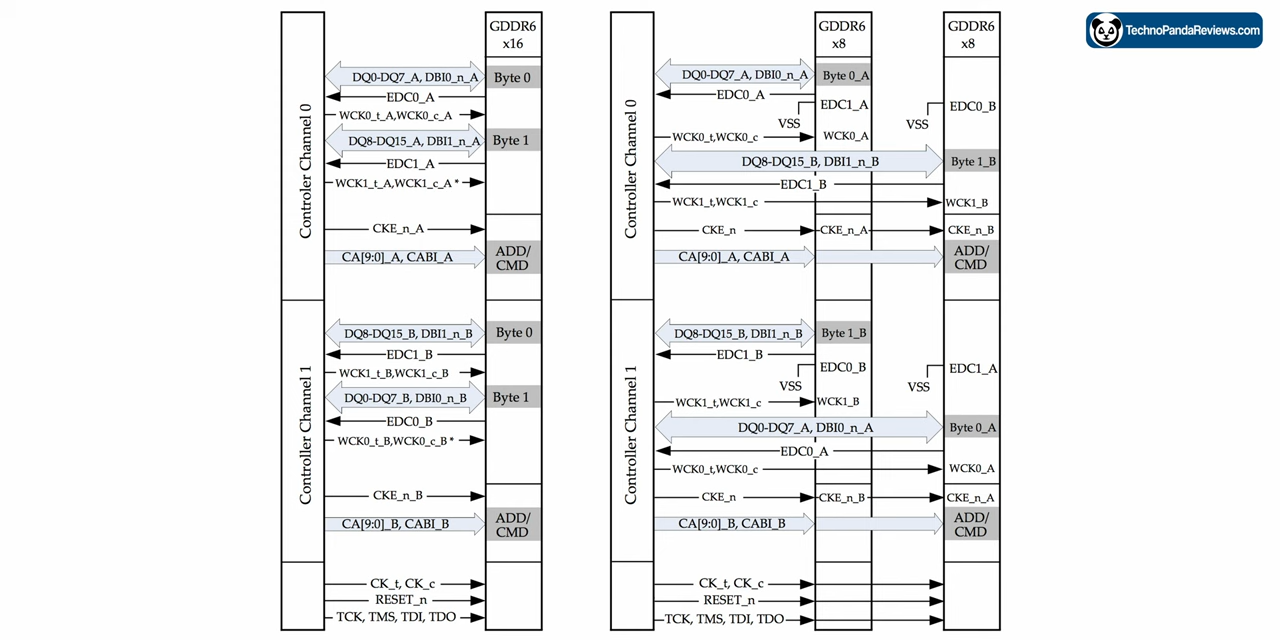 TechnoPandaReviews.com
GDDR6
x16
Controler Channel 0
DQ0-DQ7_A, DBI0_n_A
Byte 0
EDC0_A
WCK0_t_A,WCK0_c_A
DQ8-DQ15_A, DBI1_n_A
Byte 1
EDC1_A
WCK1_t_A,WCK1_c_A *
CKE_n_A
CA[9:0]_A, CABI_A
ADD/
CMD
Controller Channel 1
DQ8-DQ15_B, DBI1_n_B
Byte 0
EDC1_B
WCK1_t_B,WCK1_c_B
DQ0-DQ7_B, DBI0_n_B
Byte 1
EDC0_B
WCK0_t_B,WCK0_c_B *
CKE_n_B
CA[9:0]_B, CABI_B
ADD/
CMD
CK_t, CK_c
RESET_n
TCK, TMS, TDI, TDO
GDDR6
x8
GDDR6
x8
Controller Channel 0
DQ0-DQ7_A, DBI0_n_A
Byte 0_A
EDC0_A
EDC1_A
EDC0_B
VSS
VSS
WCK0_t,WCK0_c
WCK0_A
DQ8-DQ15_B, DBI1_n_B
Byte 1_B
EDC1_B
WCK1_t,WCK1_c
WCK1_B
CKE_n
CKE_n_A
CKE_n_B
CA[9:0]_A, CABI_A
ADD/
CMD
Controller Channel 1
DQ8-DQ15_B, DBI1_n_B
Byte 1_B
EDC1_B
EDC0_B
EDC1_A
VSS
VSS
WCK1_t,WCK1_c
WCK1_B
DQ0-DQ7_A, DBI0_n_A
Byte 0_A
EDC0_A
WCK0_t,WCK0_c
WCK0_A
CKE_n
CKE_n_B
CKE_n_A
CA[9:0]_B, CABI_B
ADD/
CMD
CK_t, CK_c
RESET_n
TCK, TMS, TDI, TDO